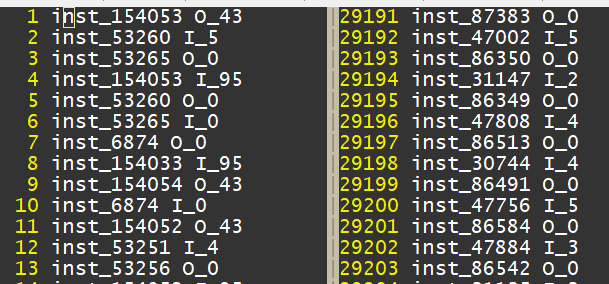 1 inst_154053 O_43
2 inst_53260 I_5
3 inst_53265 O_0
4 inst_154053 I_95
5 inst_53260 O_0
6 inst_53265 I_0
7 inst_6874 O_0
8 inst_154033 I_95
9 inst_154054 O_43
10 inst_6874 I_0
11 inst_154052 O_43
12 inst_53251 I_4
13 inst_53256 O_0
29191 inst_87383 O_0
29192 inst_47002 I_5
29193 inst_86350 O_0
29194 inst_31147 I_2
29195 inst_86349 O_0
29196 inst_47808 I_4
29197 inst_86513 O_0
29198 inst_30744 I_4
29199 inst_86491 O_0
29200 inst_47756 I_5
29201 inst_86584 O_0
29202 inst_47884 I_3
29203 inst_86542 O_0